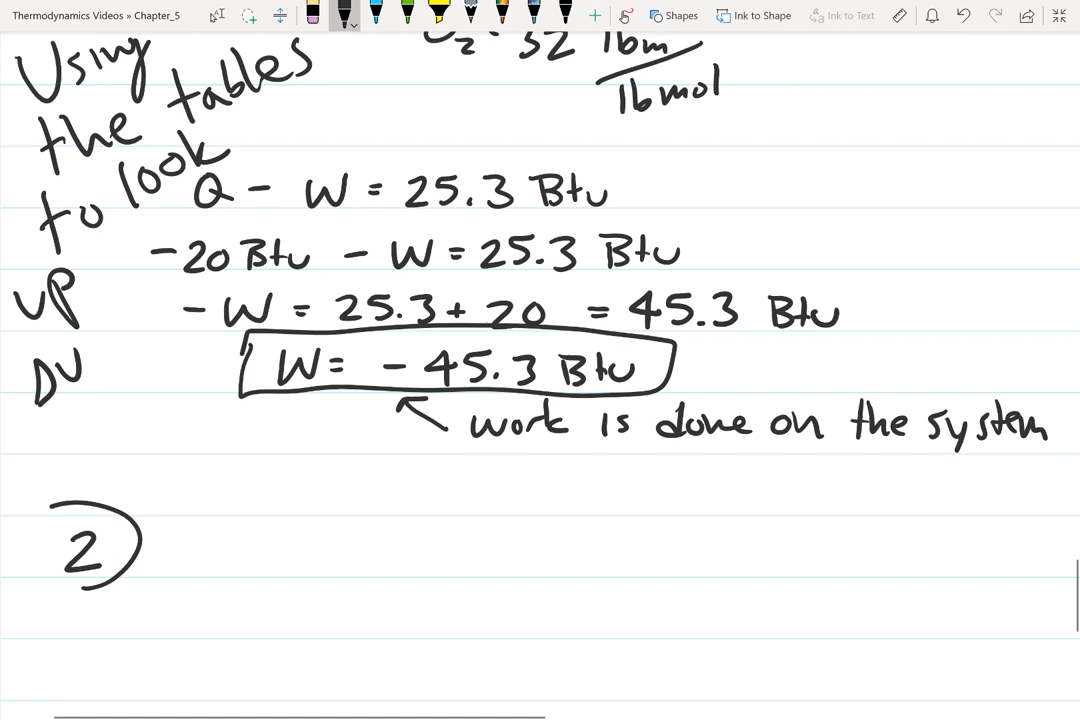 Thermodynamics Videos » Chapter_5
Shapes
Ink to Shape
Ink to Text
Using
the tables
to look
up
DU
O₂: 32 lbm
lbmol
Q - W = 25.3 Btu
-20 Btu - W = 25.3 Btu
- W = 25.3 + 20 = 45.3 Btu
W = - 45.3 Btu
work is done on the system
2)